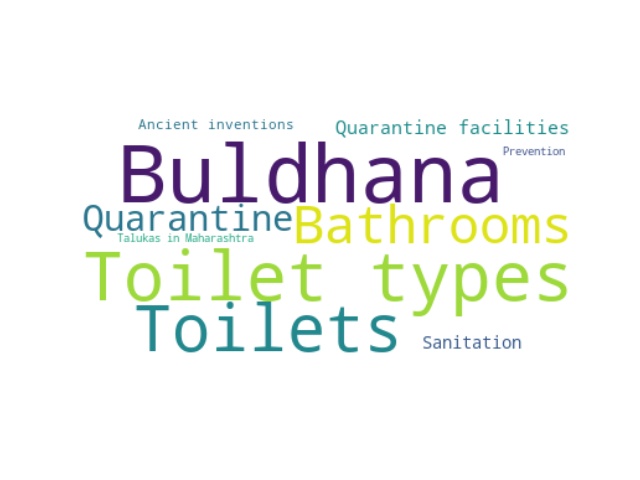 Ancient inventions
Quarantine facilities
Buldhana
Prevention
Quarantine
Bathrooms
Talukas in Maharashtra
Toilet types
Toilets
Sanitation